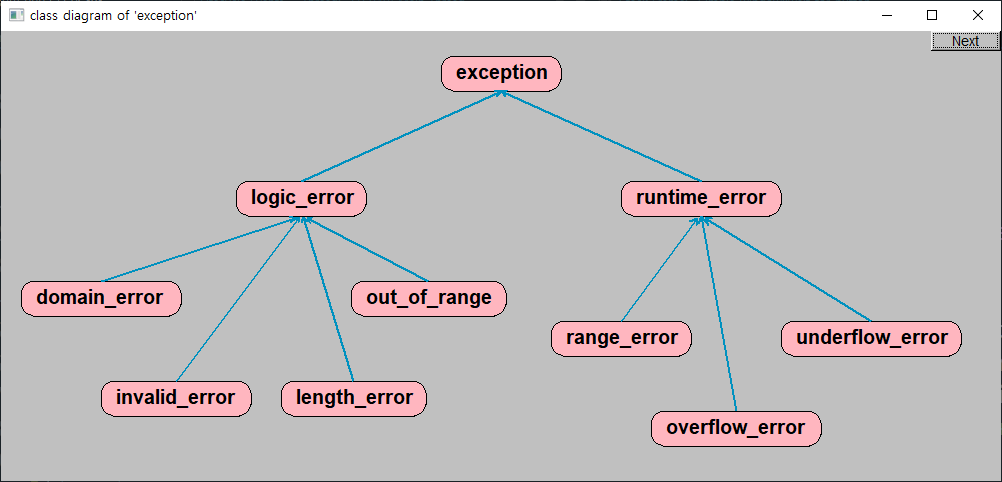 class diagram of 'exception'
Next
exception
logic_error
runtime_error
domain_error
out_of_range
range_error
underflow_error
invalid_error
length_error
overflow_error